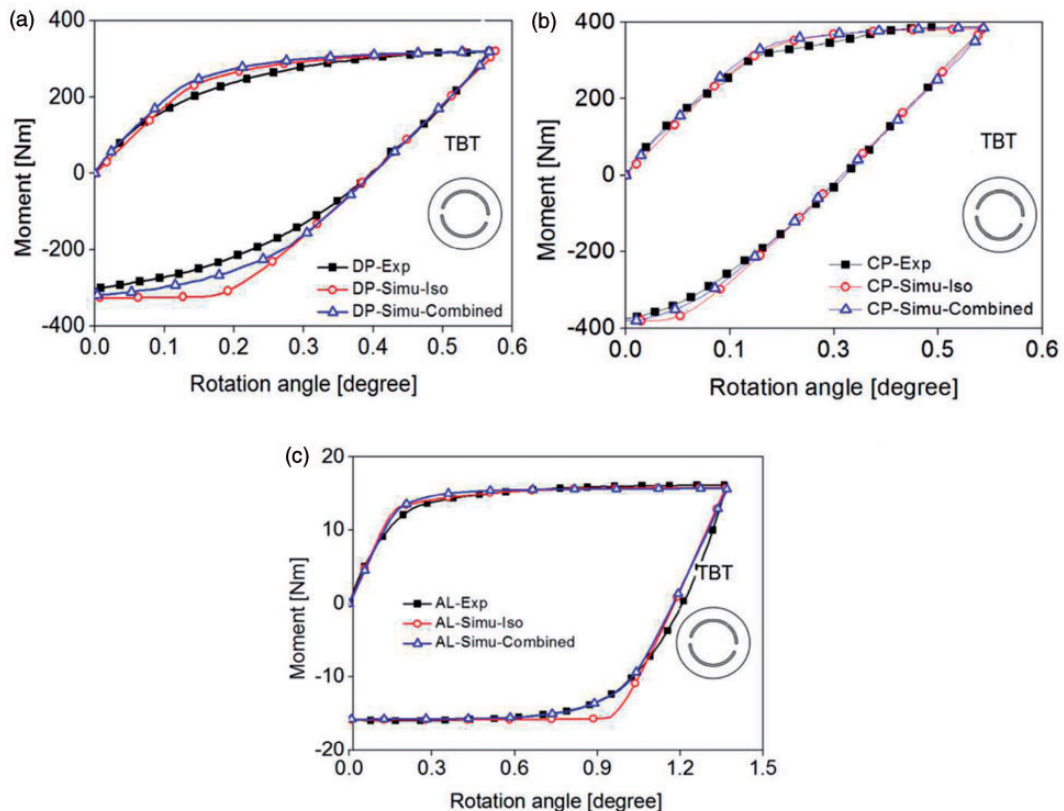 (a)
400
200
0
-200
-400
Moment [Nm]
TBT
DP-Exp
DP-Simu-Iso
DP-Simu-Combined
0.0 0.1 0.2 0.3 0.4 0.5 0.6
Rotation angle [degree]
(b)
400
200
0
-200
-400
Moment [Nm]
TBT
CP-Exp
CP-Simu-Iso
CP-Simu-Combined
0.0 0.1 0.3 0.5 0.6
Rotation angle [degree]
(c)
20
10
0
-10
-20
Moment [Nm]
TBT
AL-Exp
AL-Simu-Iso
AL-Simu-Combined
0.0 0.3 0.6 0.9 1.2 1.5
Rotation angle [degree]